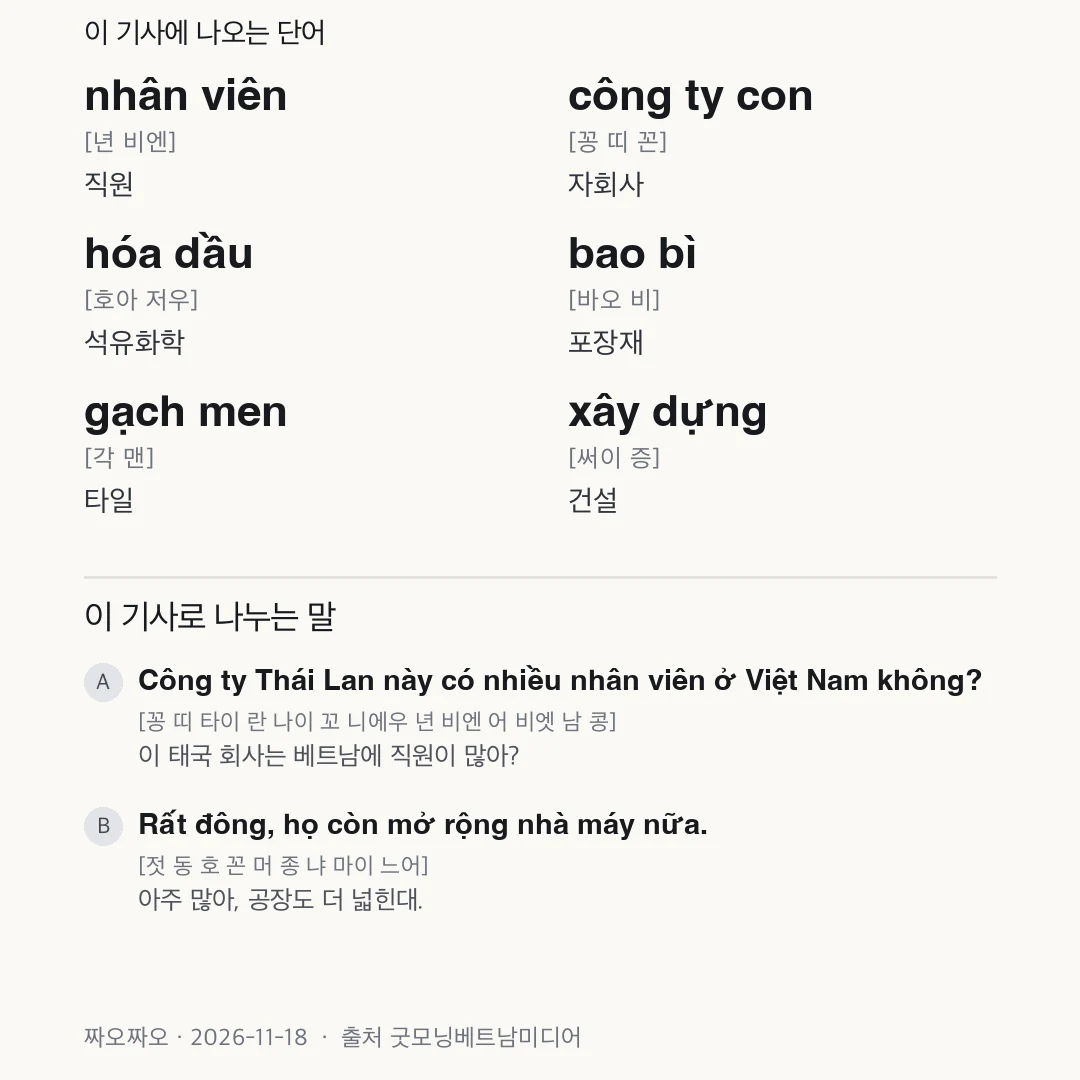 이 기사에 나오는 단어
nhân viên
[년 비엔]
직원
công ty con
[꽁 띠 꼰]
자회사
hóa dầu
[호아 저우]
석유화학
bao bì
[바오 비]
포장재
gạch men
[각 맨]
타일
xây dựng
[써이 증]
건설
이 기사로 나누는 말
A
Công ty Thái Lan này có nhiều nhân viên ở Việt Nam không?
[꽁 띠 타이 란 나이 꼬 니에우 년 비엔 어 비엣 남 콩]
이 태국 회사는 베트남에 직원이 많아?
B
Rất đông, họ còn mở rộng nhà máy nữa.
[젓 동 호 꼰 머 종 냐 마이 느어]
아주 많아, 공장도 더 넓힌대.
짜오짜오 · 2026-11-18 · 출처 굿모닝베트남미디어